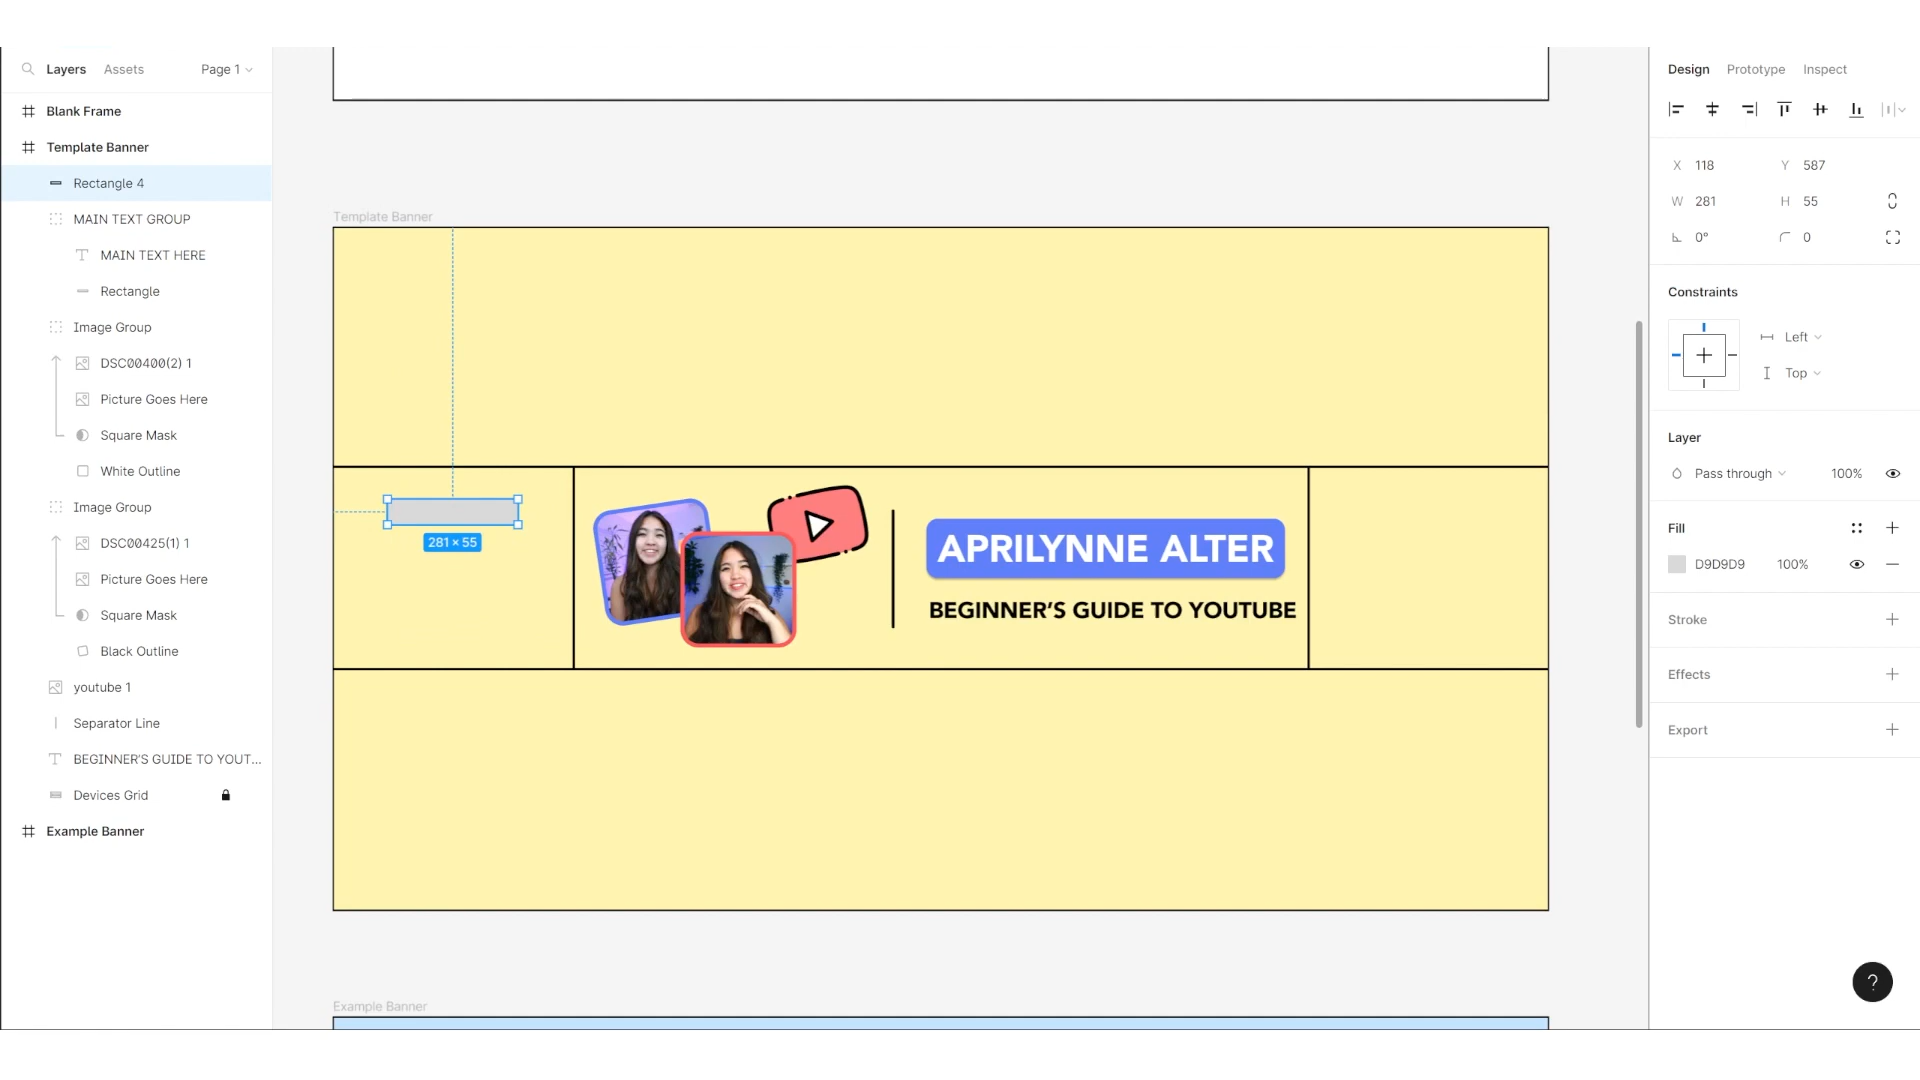 Layers Assets Page 1
Blank Frame
Template Banner
Rectangle 4
MAIN TEXT GROUP
MAIN TEXT HERE
Rectangle
Image Group
DSC00400(2) 1
Picture Goes Here
Square Mask
White Outline
Image Group
DSC00425(1) 1
Picture Goes Here
Square Mask
Black Outline
youtube 1
Separator Line
BEGINNER'S GUIDE TO YOUT...
Devices Grid
Example Banner
Template Banner
281 × 55
APRILYNNE ALTER
BEGINNER'S GUIDE TO YOUTUBE
Example Banner
Design Prototype Inspect
X 118 Y 587
W 281 H 55
0° 0
Constraints
Left
Top
Layer
Pass through 100%
Fill
D9D9D9 100%
Stroke
Effects
Export
?